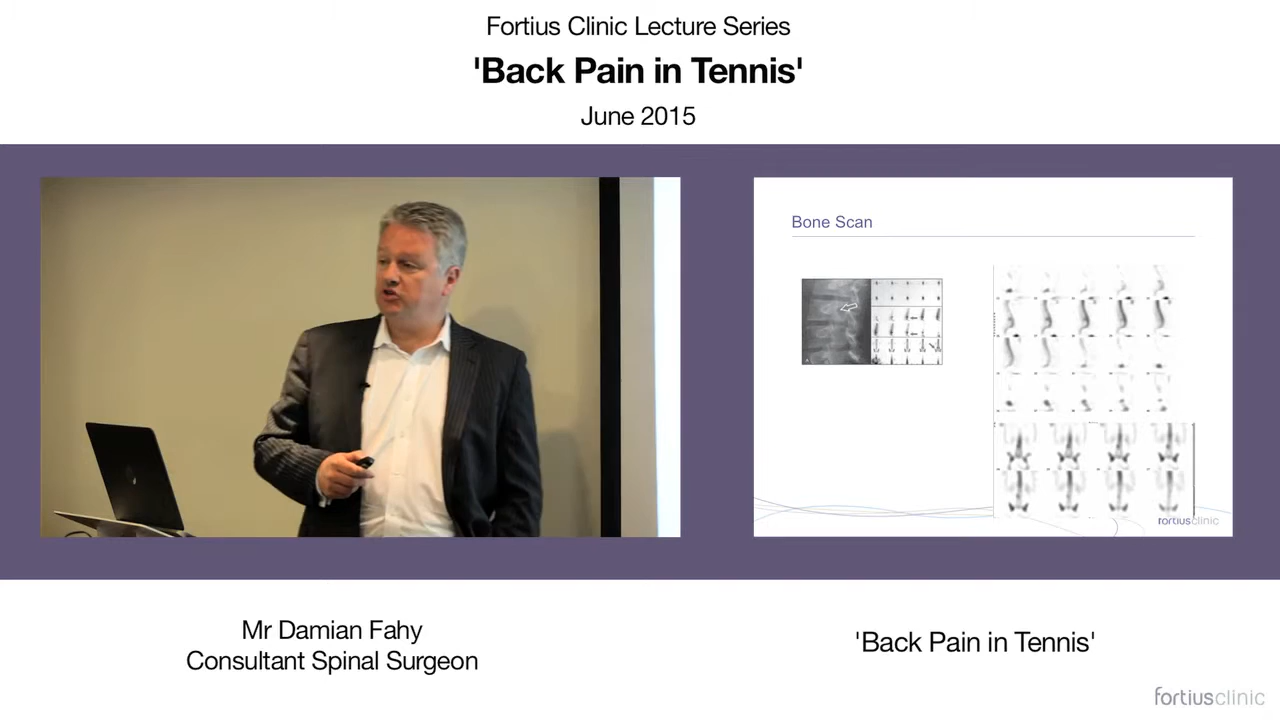 Fortius Clinic Lecture Series
'Back Pain in Tennis'
June 2015
Bone Scan
fortiusclinic
Mr Damian Fahy
Consultant Spinal Surgeon
'Back Pain in Tennis'
fortiusclinic